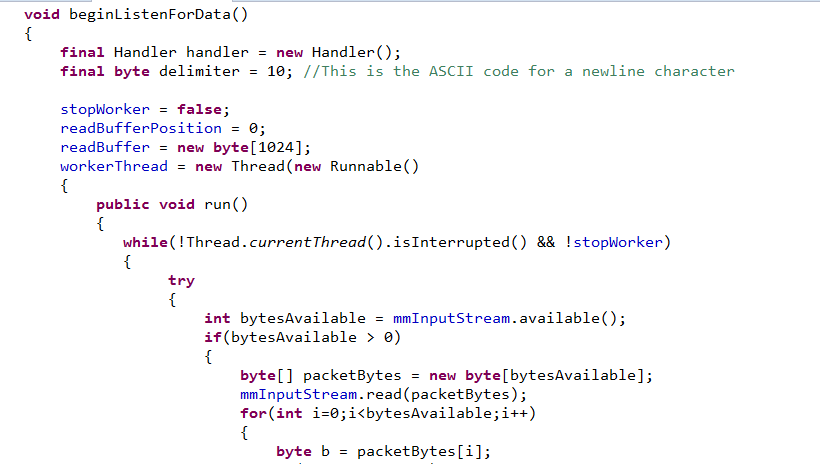 void beginListenForData()
{
    final Handler handler = new Handler();
    final byte delimiter = 10; //This is the ASCII code for a newline character

    stopWorker = false;
    readBufferPosition = 0;
    readBuffer = new byte[1024];
    workerThread = new Thread(new Runnable()
    {
        public void run()
        {
           while(!Thread.currentThread().isInterrupted() && !stopWorker)
           {
                try
                {
                    int bytesAvailable = mmInputStream.available();
                    if(bytesAvailable > 0)
                    {
                        byte[] packetBytes = new byte[bytesAvailable];
                        mmInputStream.read(packetBytes);
                        for(int i=0;i<bytesAvailable;i++)
                        {
                            byte b = packetBytes[i];